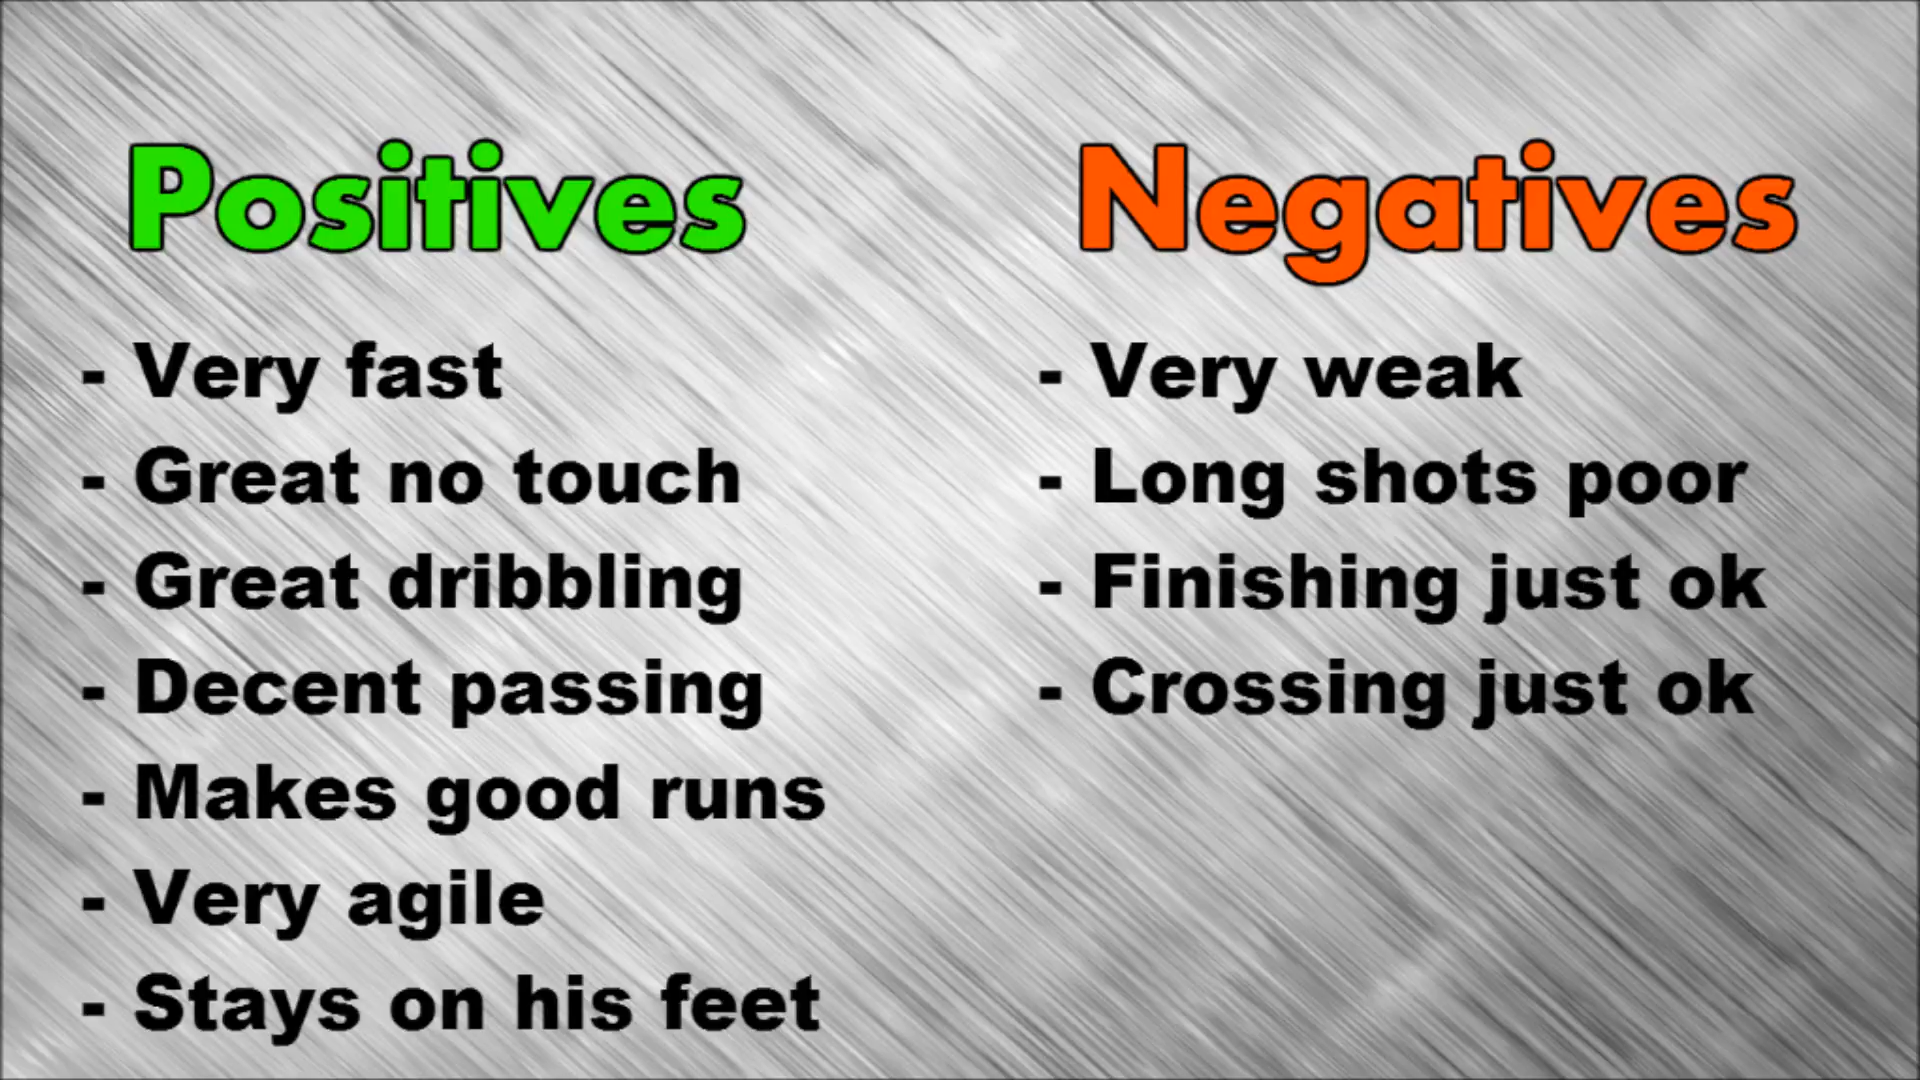 Positives
- Very fast
- Great no touch
- Great dribbling
- Decent passing
- Makes good runs
- Very agile
- Stays on his feet
Negatives
- Very weak
- Long shots poor
- Finishing just ok
- Crossing just ok